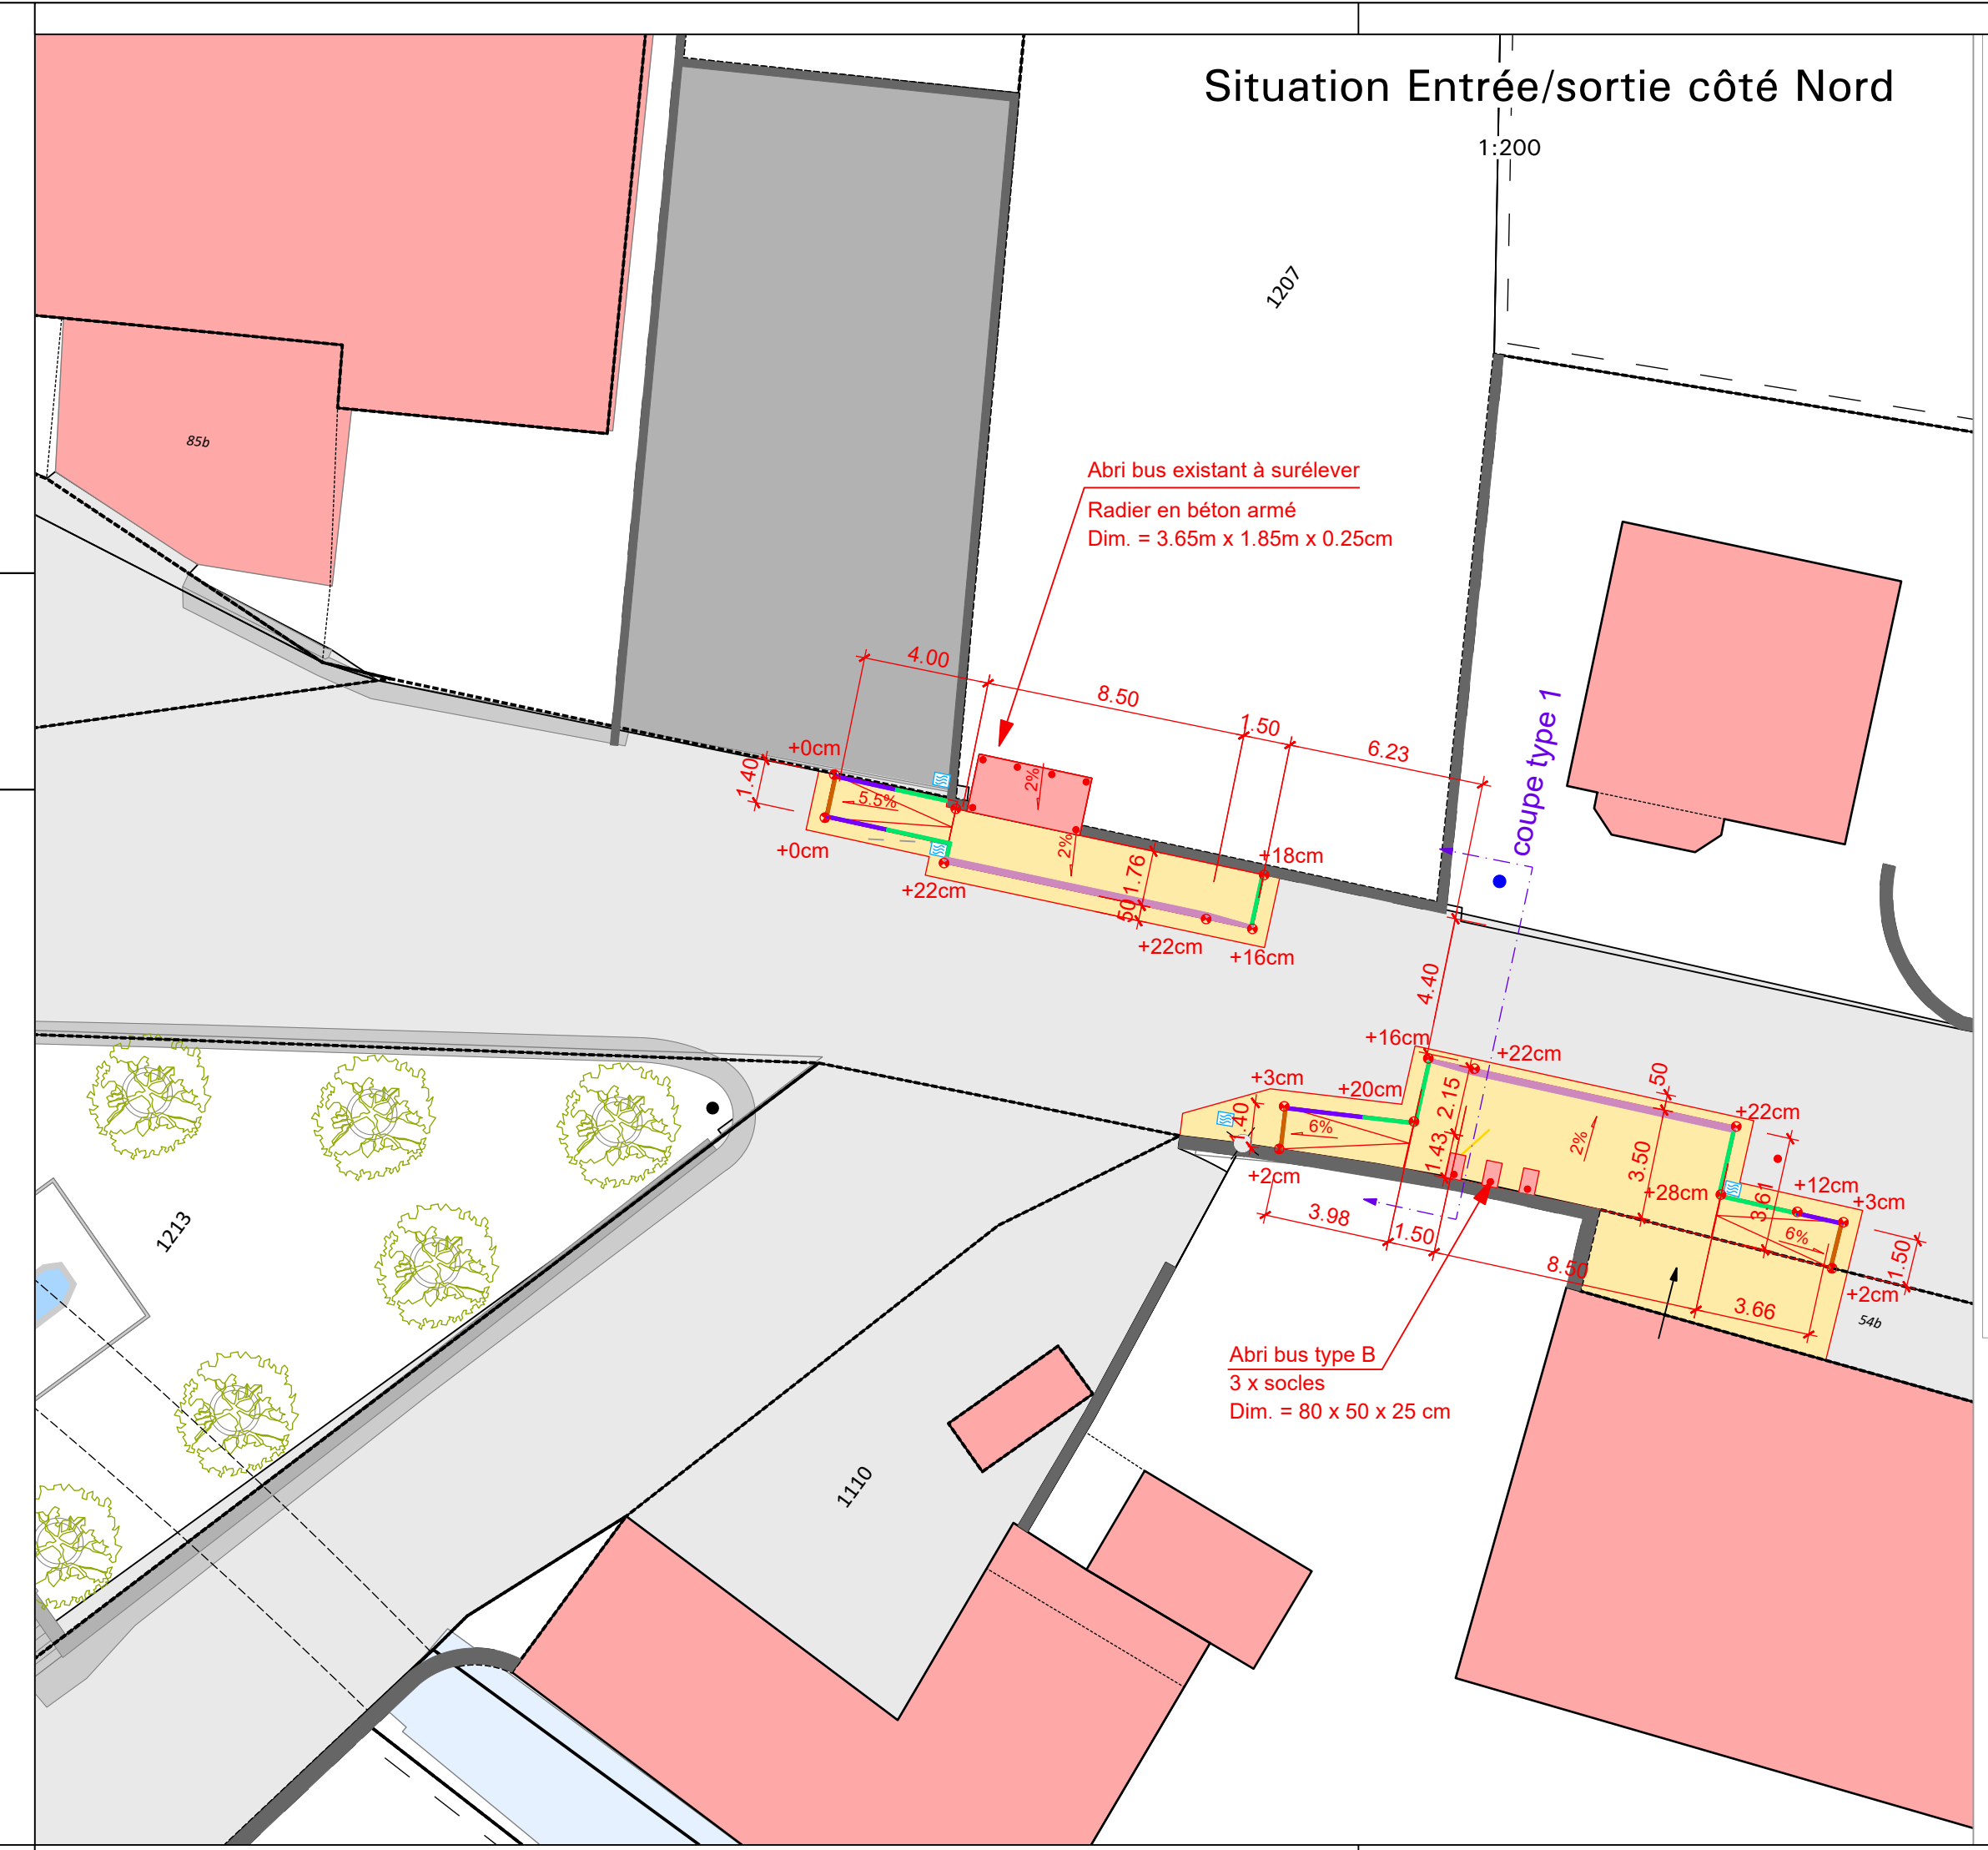 Situation Entrée/sortie côté Nord
1:200
1207
85b
Abri bus existant à surélever
Radier en béton armé
Dim. = 3.65m x 1.85m x 0.25cm
4.00
8.50
1.50
6.23
coupe type 1
+0cm
1.40
5.5%
2%
2%
+0cm
+22cm
1.76
50
+18cm
+22cm
+16cm
4.40
+16cm
+22cm
+3cm
+20cm
1.40
6%
2.15
1.43
50
+22cm
2%
3.50
+2cm
+28cm
3.61
+12cm
+3cm
6%
1.50
3.98
1.50
8.50
3.66
+2cm
54b
1213
Abri bus type B
3 x socles
Dim. = 80 x 50 x 25 cm
1110